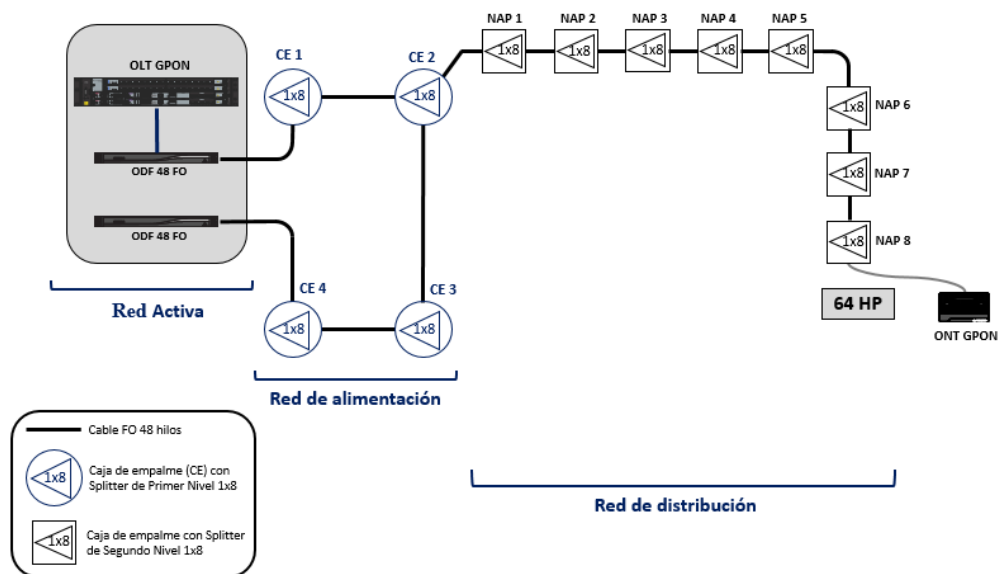 OLT GPON
ODF 48 FO
ODF 48 FO
Red Activa
CE 1
1x8
CE 2
1x8
CE 4
1x8
CE 3
1x8
Red de alimentación
NAP 1
1x8
NAP 2
1x8
NAP 3
1x8
NAP 4
1x8
NAP 5
1x8
1x8
NAP 6
1x8
NAP 7
1x8
NAP 8
64 HP
ONT GPON
Red de distribución
Cable FO 48 hilos
1x8
Caja de empalme (CE) con
Splitter de Primer Nivel 1x8
1x8
Caja de empalme con Splitter
de Segundo Nivel 1x8